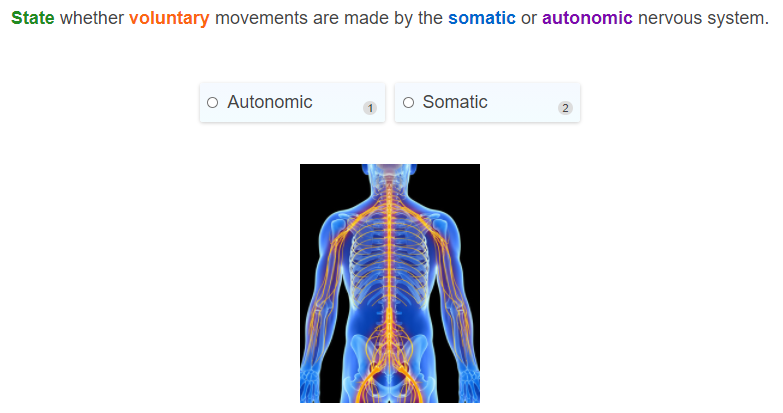 State whether voluntary movements are made by the somatic or autonomic nervous system.
Autonomic 1 Somatic 2